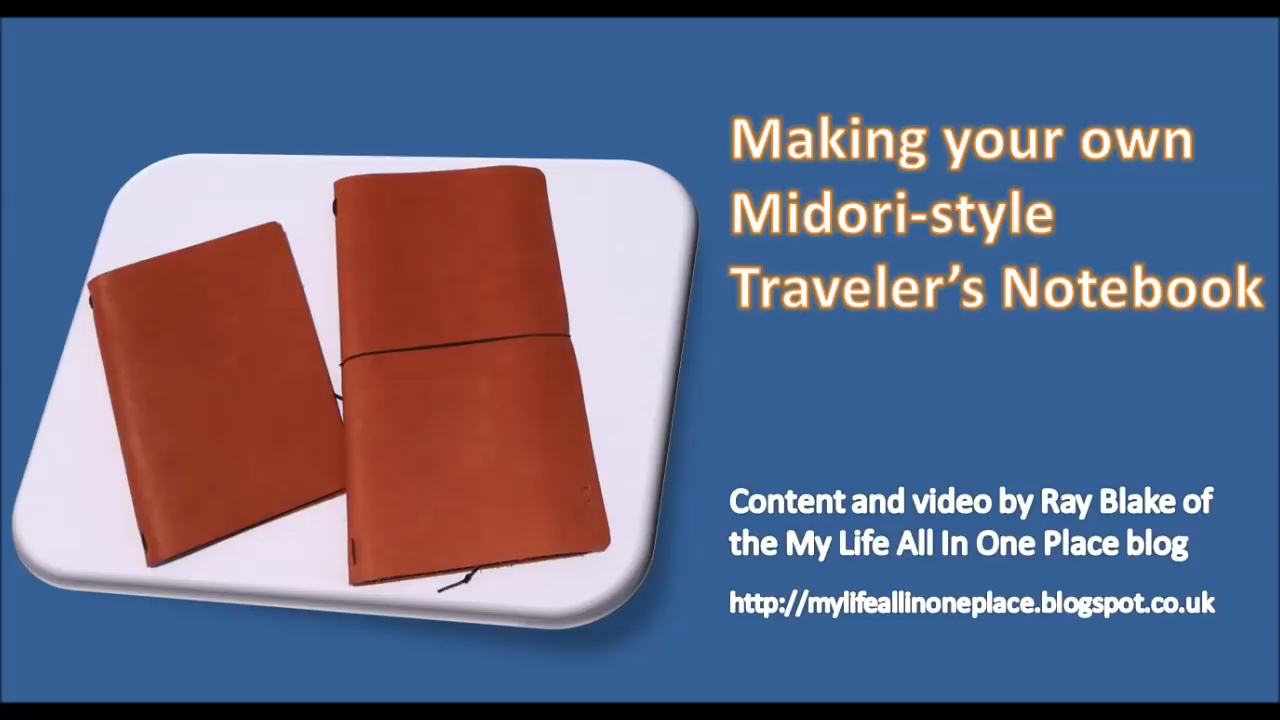 Making your own
Midori-style
Traveler’s Notebook
Content and video by Ray Blake of
the My Life All In One Place blog
http://mylifeallinoneplace.blogspot.co.uk